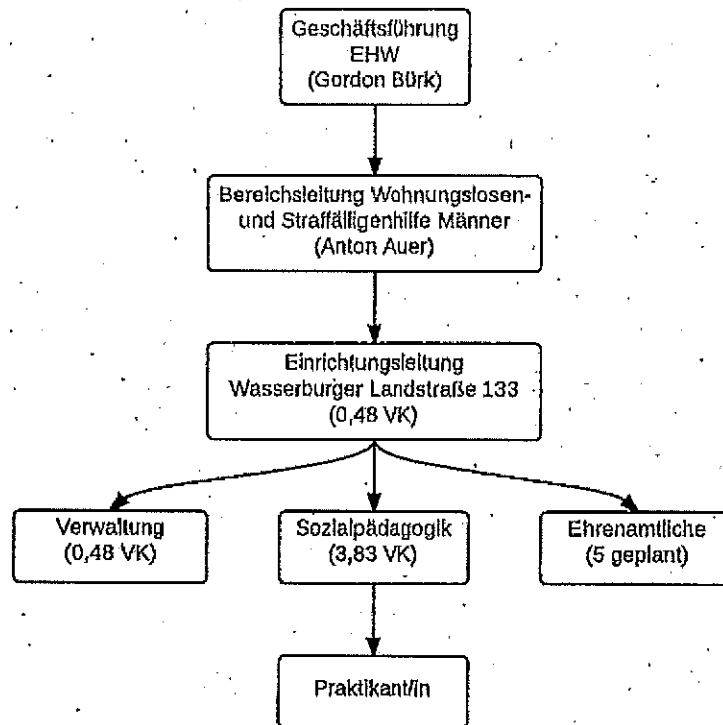 Geschäftsführung
EHW
(Gordon Bürk)
Bereichsleitung Wohnungslosen-
und Straffälligenhilfe Männer
(Anton Auer)
Einrichtungsleitung
Wasserburger Landstraße 133
(0,48 VK)
Verwaltung
(0,48 VK)
Sozialpädagogik
(3,83 VK)
Ehrenamtliche
(5 geplant)
Praktikant/in